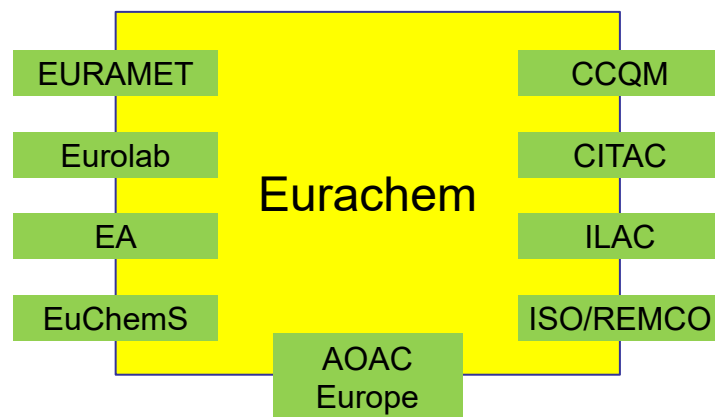 EURAMET
Eurolab
EA
EuChemS
Eurachem
CCQM
CITAC
ILAC
ISO/REMCO
AOAC
Europe